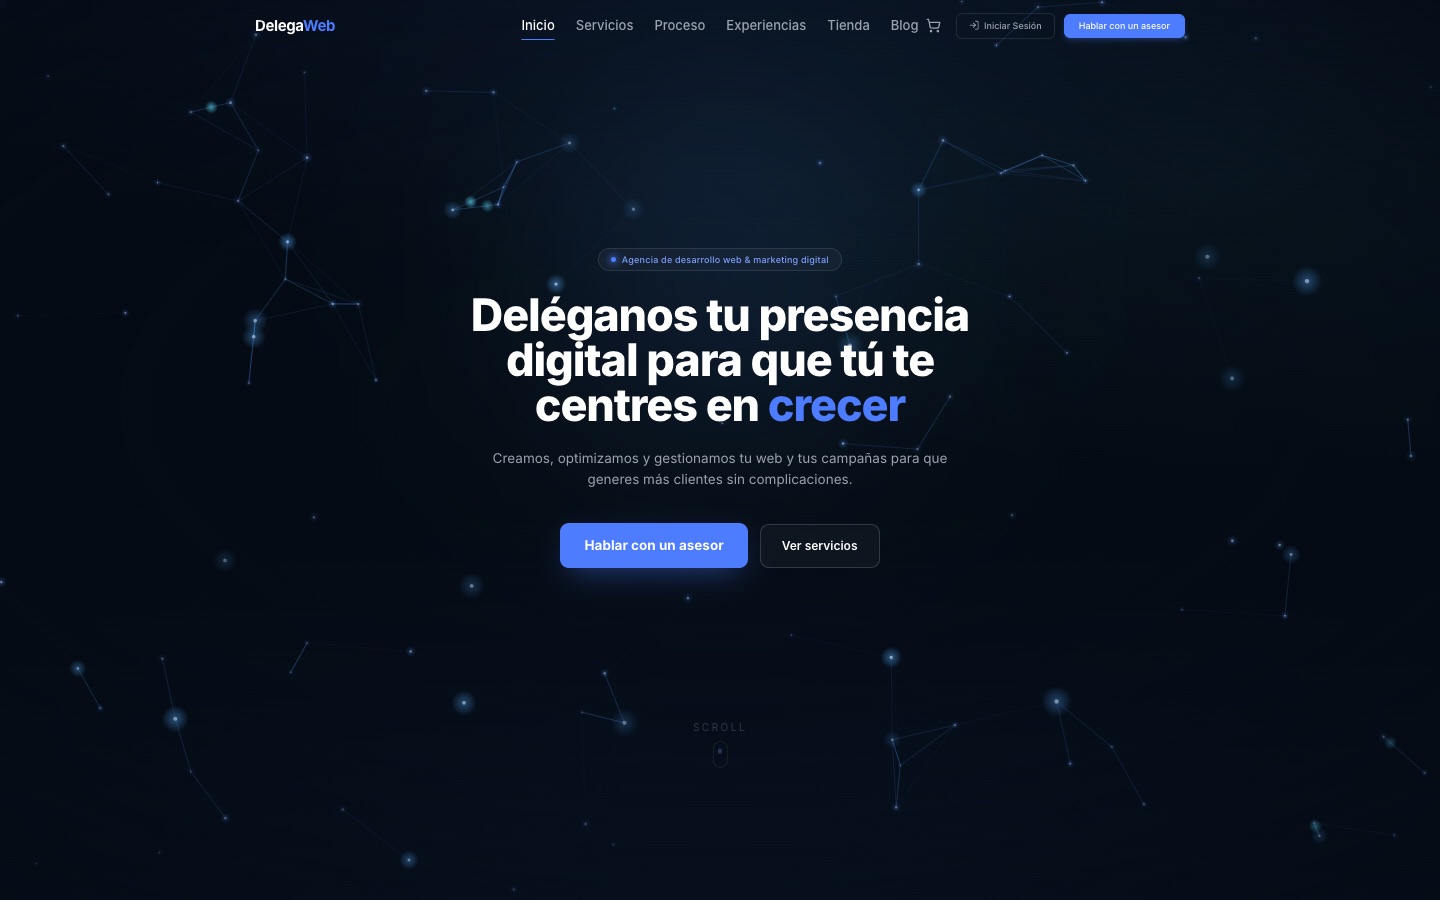 DelegaWeb
Inicio Servicios Proceso Experiencias Tienda Blog Iniciar Sesión Hablar con un asesor
Agencia de desarrollo web & marketing digital
Deléganos tu presencia
digital para que tú te
centres en crecer
Creamos, optimizamos y gestionamos tu web y tus campañas para que
generes más clientes sin complicaciones.
Hablar con un asesor Ver servicios
SCROLL